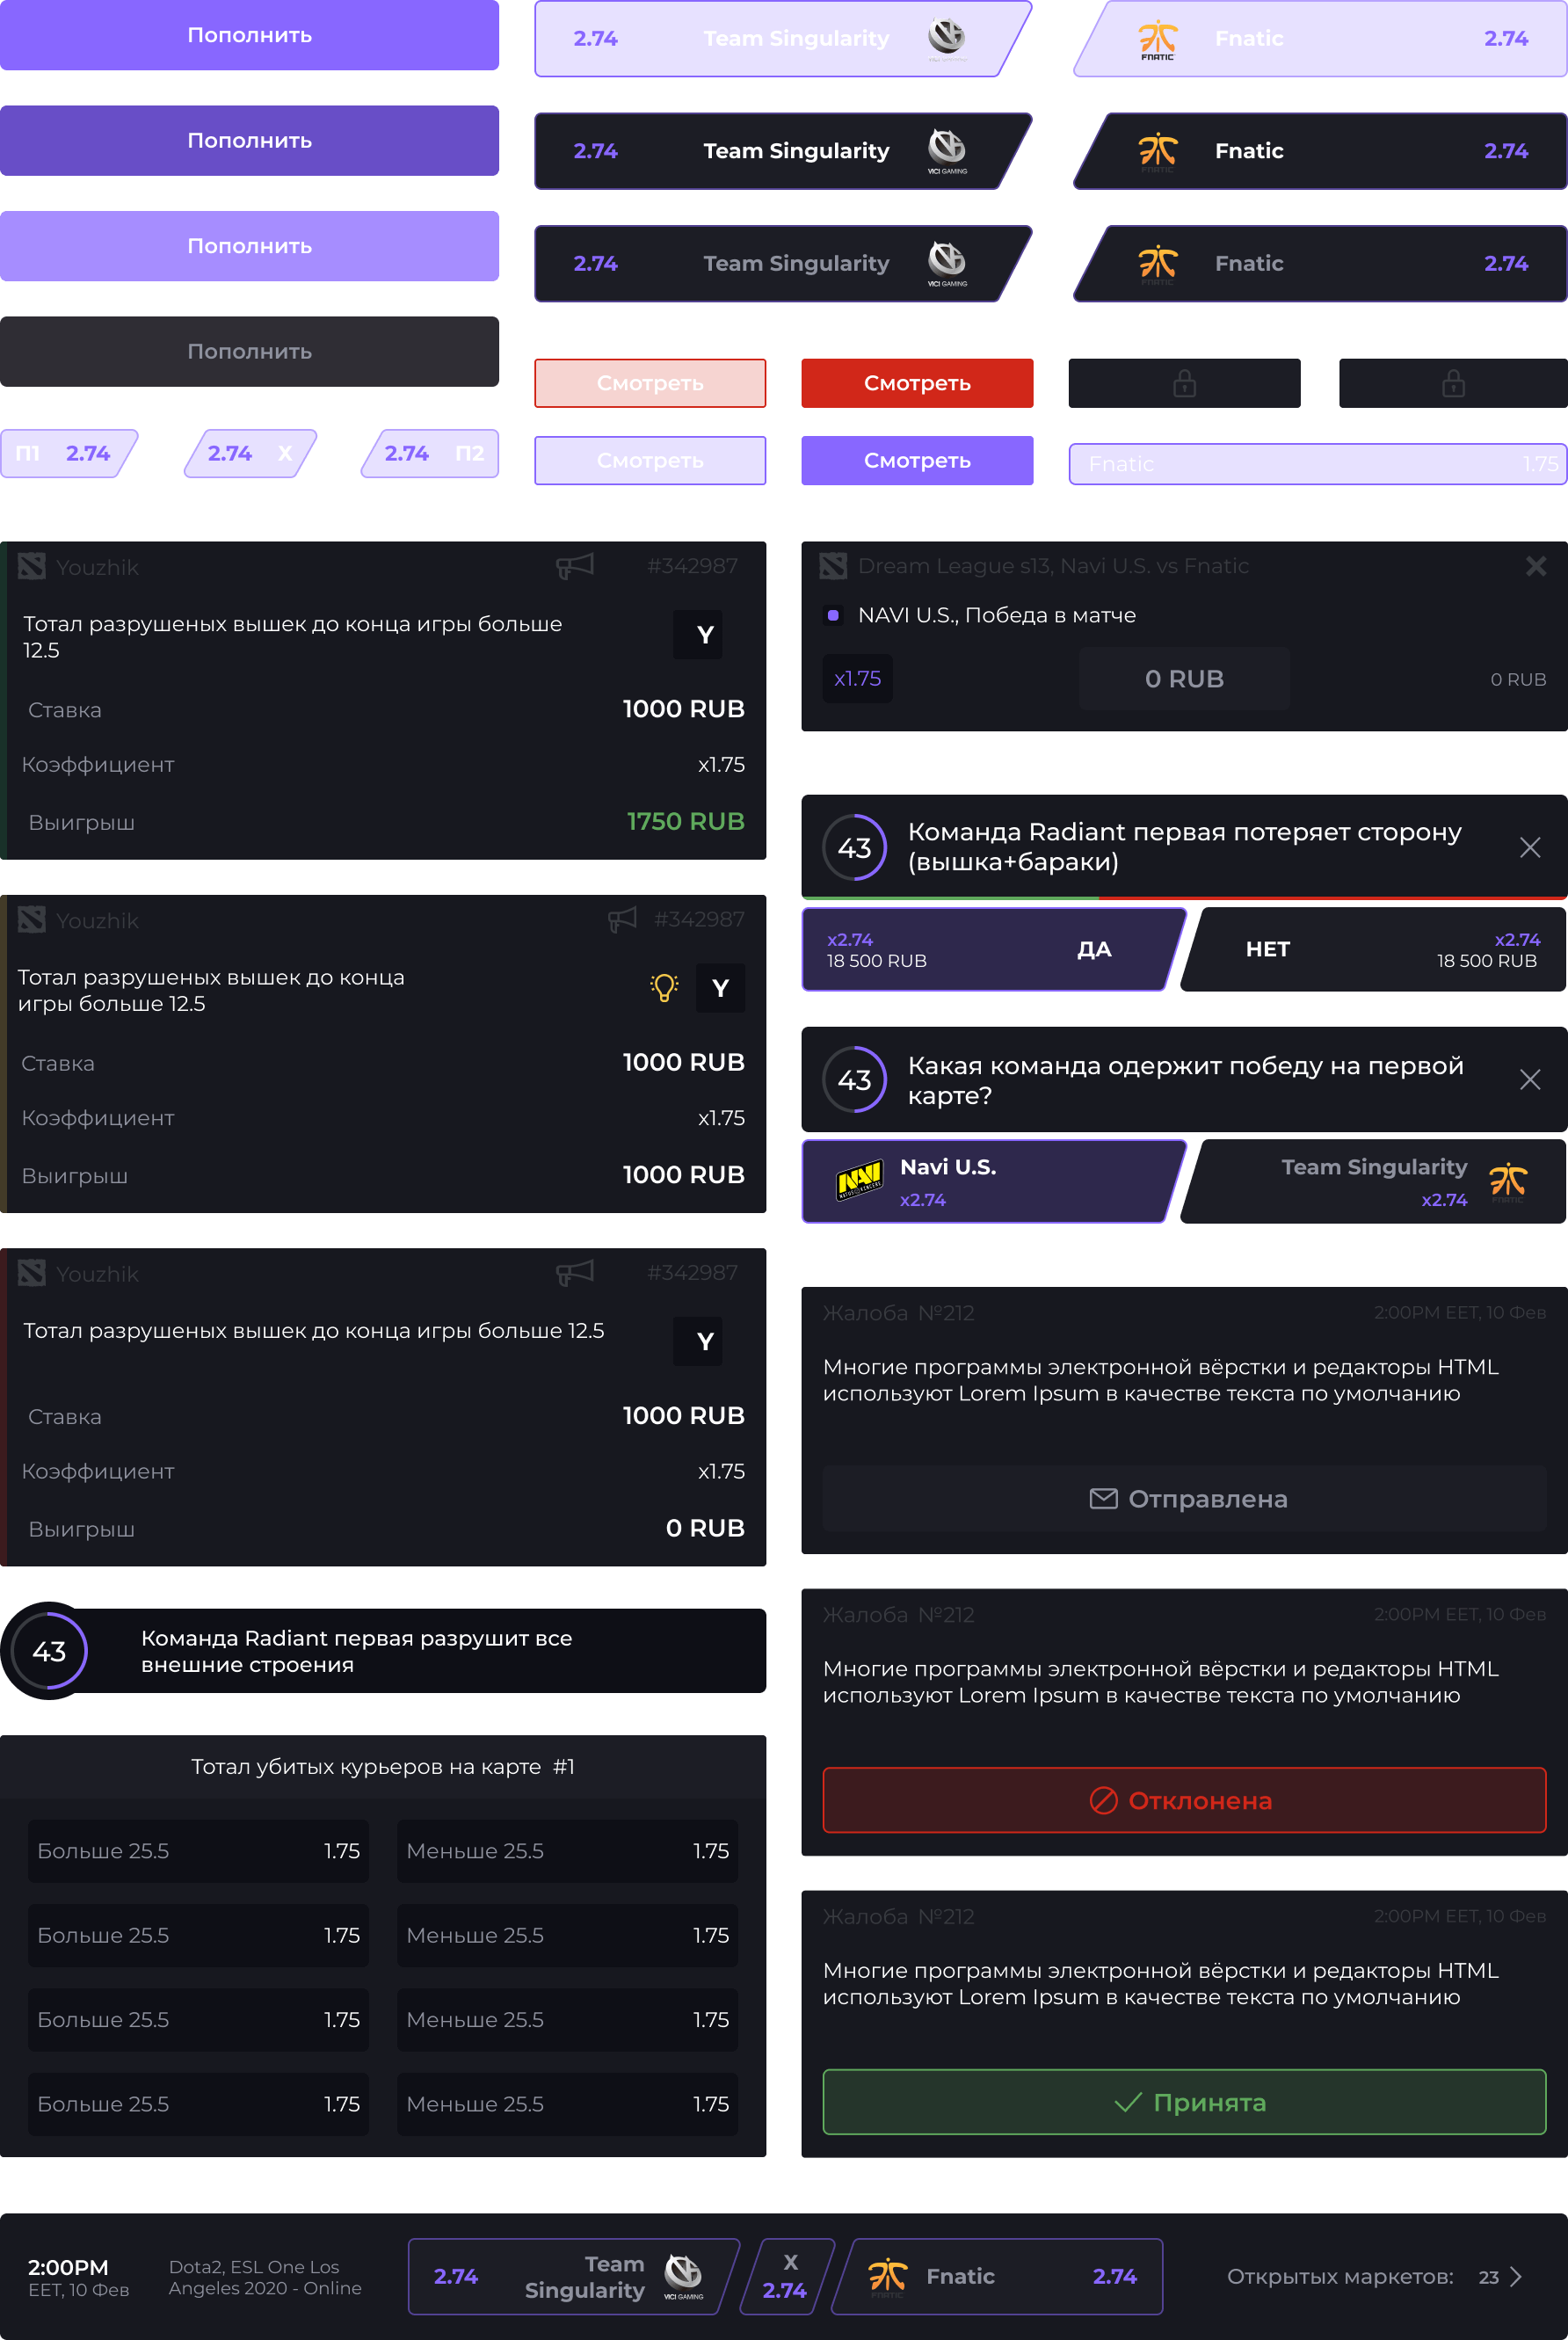 Пополнить
Пополнить
Пополнить
Пополнить
П1 2.74
2.74 X
2.74 П2
2.74 Team Singularity
FNATIC Fnatic 2.74
2.74 Team Singularity VICI GAMING
FNATIC Fnatic 2.74
2.74 Team Singularity VICI GAMING
FNATIC Fnatic 2.74
Смотреть
Смотреть
Смотреть
Смотреть
Fnatic 1.75
Youzhik #342987
Тотал разрушеных вышек до конца игры больше
12.5
Y
Ставка 1000 RUB
Коэффициент x1.75
Выигрыш 1750 RUB
Youzhik #342987
Тотал разрушеных вышек до конца
игры больше 12.5
Y
Ставка 1000 RUB
Коэффициент x1.75
Выигрыш 1000 RUB
Youzhik #342987
Тотал разрушеных вышек до конца игры больше 12.5
Y
Ставка 1000 RUB
Коэффициент x1.75
Выигрыш 0 RUB
43
Команда Radiant первая разрушит все
внешние строения
Тотал убитых курьеров на карте #1
Больше 25.5 1.75 Меньше 25.5 1.75
Больше 25.5 1.75 Меньше 25.5 1.75
Больше 25.5 1.75 Меньше 25.5 1.75
Больше 25.5 1.75 Меньше 25.5 1.75
Dream League s13, Navi U.S. vs Fnatic
NAVI U.S., Победа в матче
x1.75 0 RUB 0 RUB
43
Команда Radiant первая потеряет сторону
(вышка+бараки)
x2.74
18 500 RUB
ДА
НЕТ
x2.74
18 500 RUB
43
Какая команда одержит победу на первой
карте?
NAVI
NATUS VINCERE
Navi U.S.
x2.74
Team Singularity
x2.74
FNATIC
Жалоба №212 2:00PM EET, 10 Фев
Многие программы электронной вёрстки и редакторы HTML
используют Lorem Ipsum в качестве текста по умолчанию
Отправлена
Жалоба №212 2:00PM EET, 10 Фев
Многие программы электронной вёрстки и редакторы HTML
используют Lorem Ipsum в качестве текста по умолчанию
Отклонена
Жалоба №212 2:00PM EET, 10 Фев
Многие программы электронной вёрстки и редакторы HTML
используют Lorem Ipsum в качестве текста по умолчанию
Принята
2:00PM
EET, 10 Фев
Dota2, ESL One Los
Angeles 2020 - Online
2.74
Team
Singularity
VICI GAMING
X
2.74
FNATIC
Fnatic 2.74
Открытых маркетов: 23